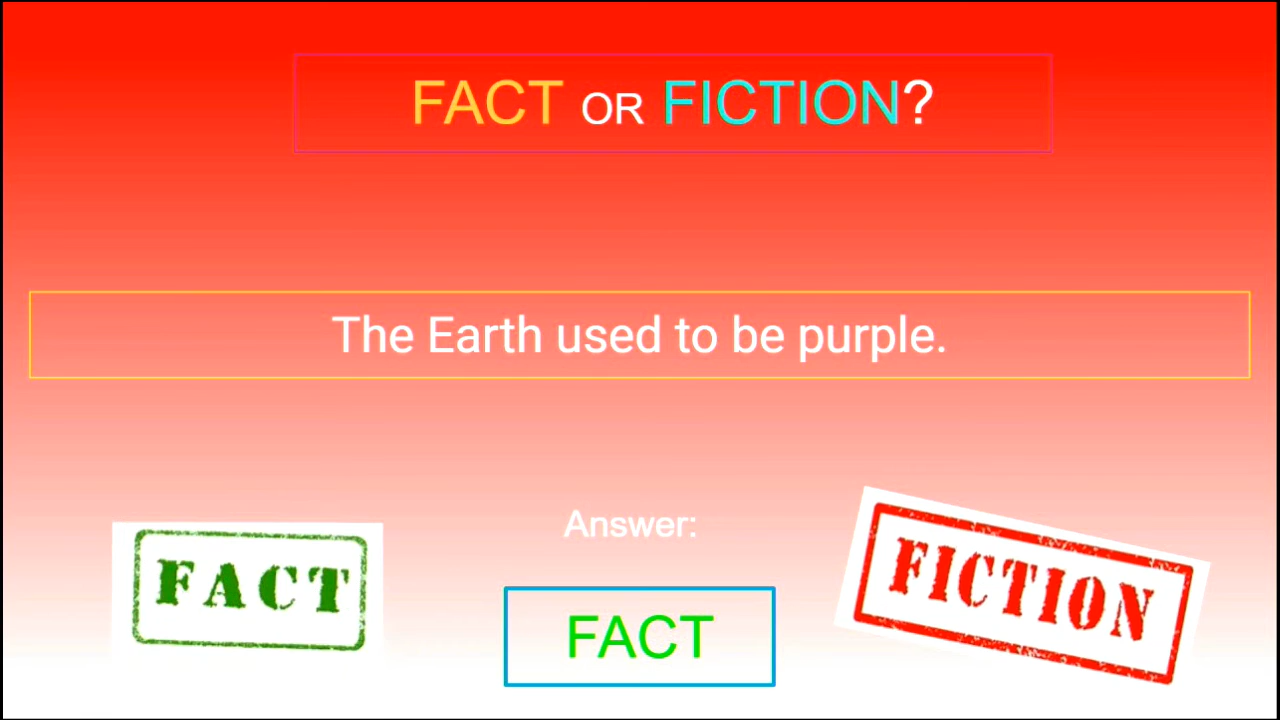 FACT OR FICTION?
The Earth used to be purple.
Answer:
FACT
FACT
FICTION